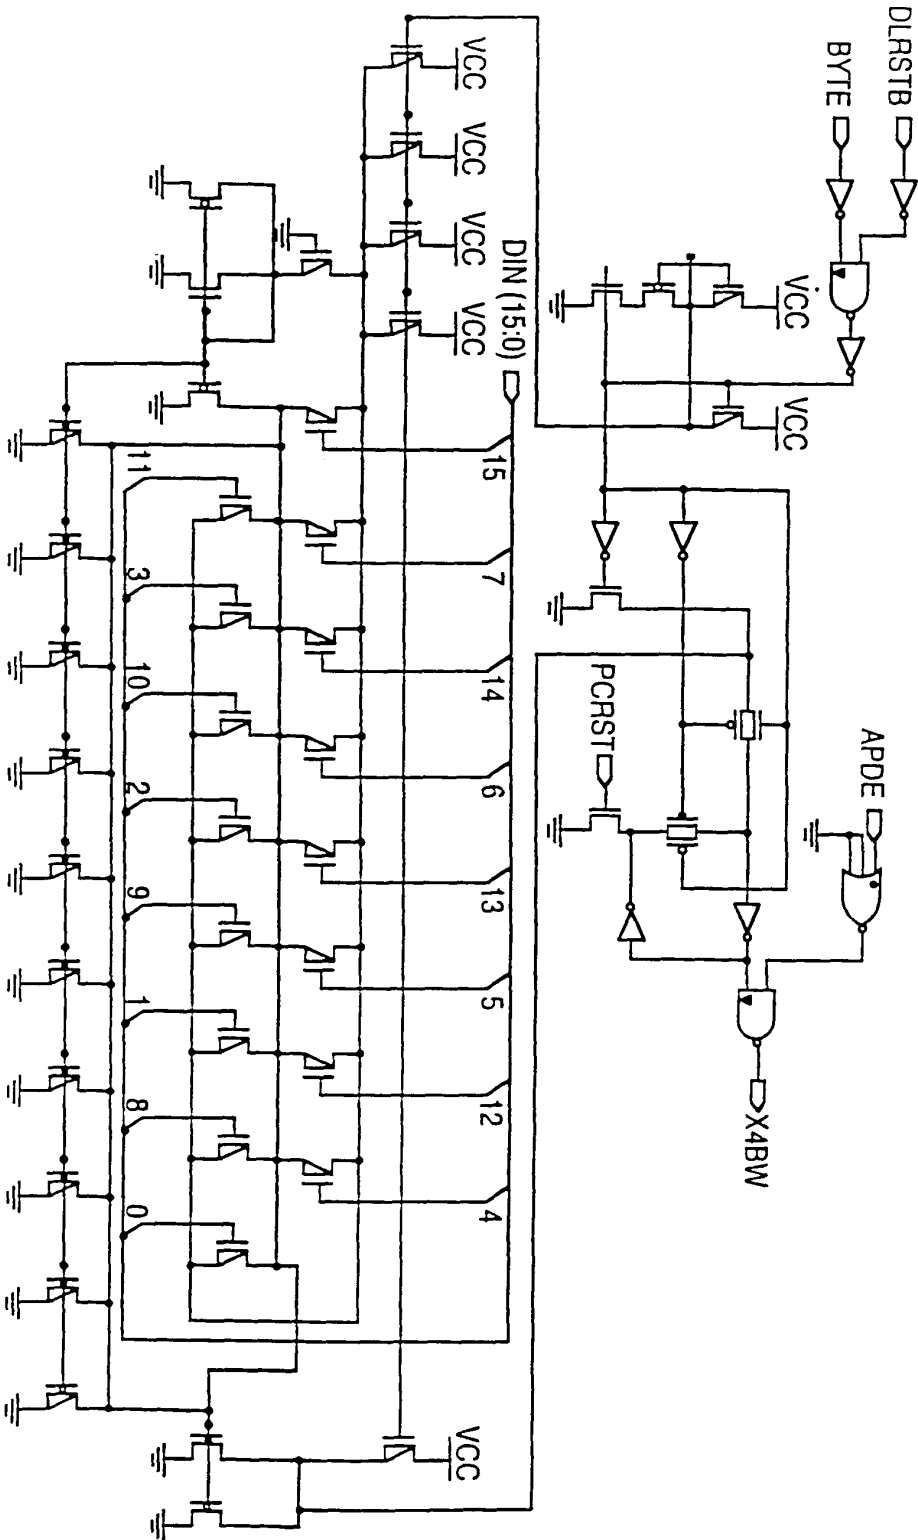 DLRSTB
BYTE
VCC
VCC
APDE
X4BW
PCRST
VCC
VCC
VCC
VCC
DIN (15:0)
15
7
14
6
13
5
12
4
11
3
10
2
9
1
8
0
VCC